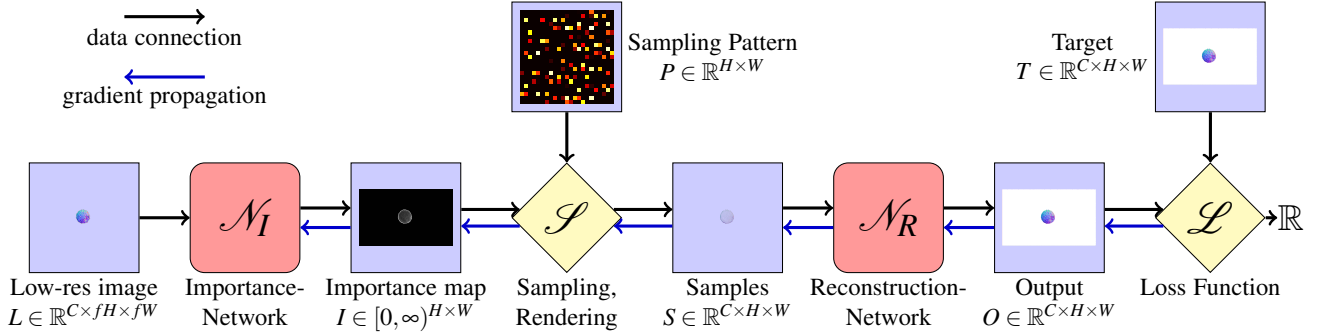 data connection
gradient propagation
Sampling Pattern
P ∈ ℝ^{H×W}
Target
T ∈ ℝ^{C×H×W}
𝒩_I
𝒮
𝒩_R
ℒ
ℝ
Low-res image
L ∈ ℝ^{C×fH×fW}
Importance-
Network
Importance map
I ∈ [0,∞)^{H×W}
Sampling,
Rendering
Samples
S ∈ ℝ^{C×H×W}
Reconstruction-
Network
Output
O ∈ ℝ^{C×H×W}
Loss Function